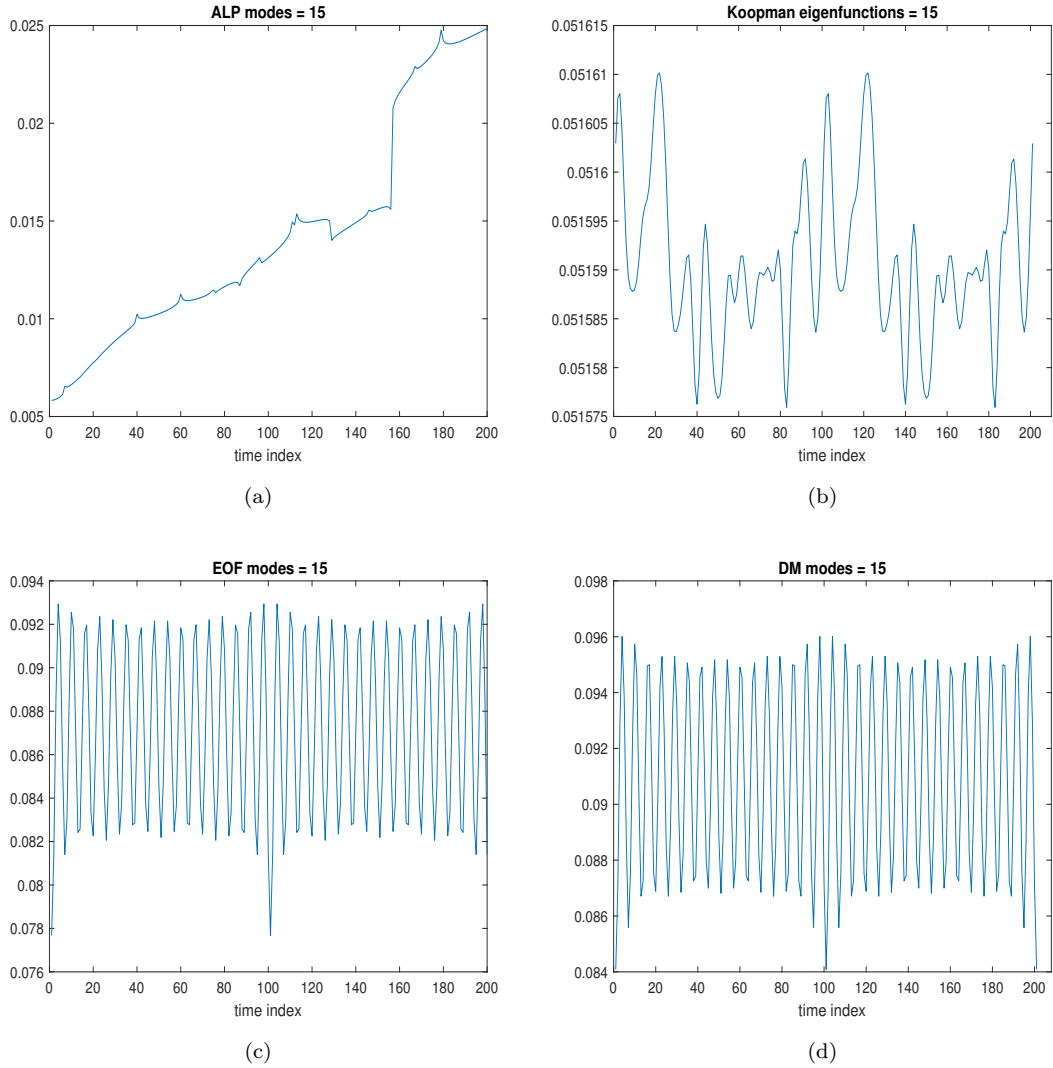 ALP modes = 15
0.025
0.02
0.015
0.01
0.005
0 20 40 60 80 100 120 140 160 180 200
time index
(a)
Koopman eigenfunctions = 15
0.051615
0.05161
0.051605
0.0516
0.051595
0.05159
0.051585
0.05158
0.051575
0 20 40 60 80 100 120 140 160 180 200
time index
(b)
EOF modes = 15
0.094
0.092
0.09
0.088
0.086
0.084
0.082
0.08
0.078
0.076
0 20 40 60 80 100 120 140 160 180 200
time index
(c)
DM modes = 15
0.098
0.096
0.094
0.092
0.09
0.088
0.086
0.084
0 20 40 60 80 100 120 140 160 180 200
time index
(d)